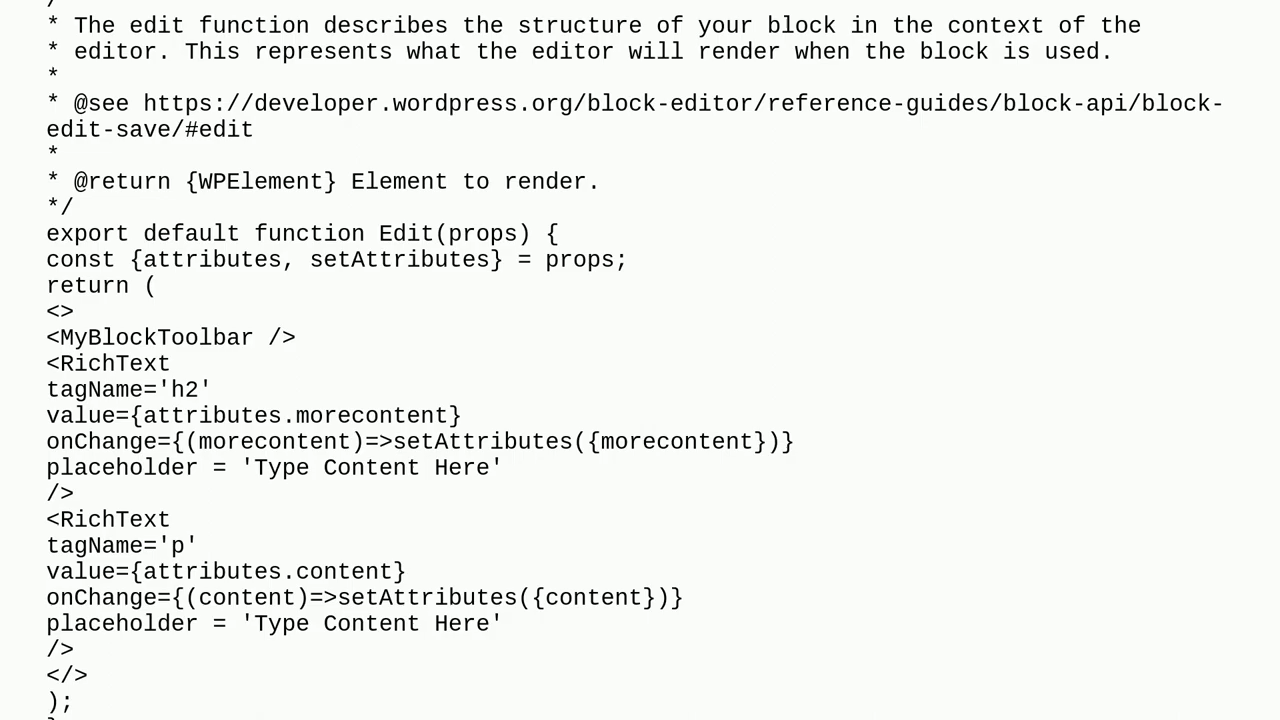 /
* The edit function describes the structure of your block in the context of the
* editor. This represents what the editor will render when the block is used.
*
* @see https://developer.wordpress.org/block-editor/reference-guides/block-api/block-
edit-save/#edit
*
* @return {WPElement} Element to render.
*/
export default function Edit(props) {
const {attributes, setAttributes} = props;
return (
<>
<MyBlockToolbar />
<RichText
tagName='h2'
value={attributes.morecontent}
onChange={(morecontent)=>setAttributes({morecontent})}
placeholder = 'Type Content Here'
/>
<RichText
tagName='p'
value={attributes.content}
onChange={(content)=>setAttributes({content})}
placeholder = 'Type Content Here'
/>
</>
);
}